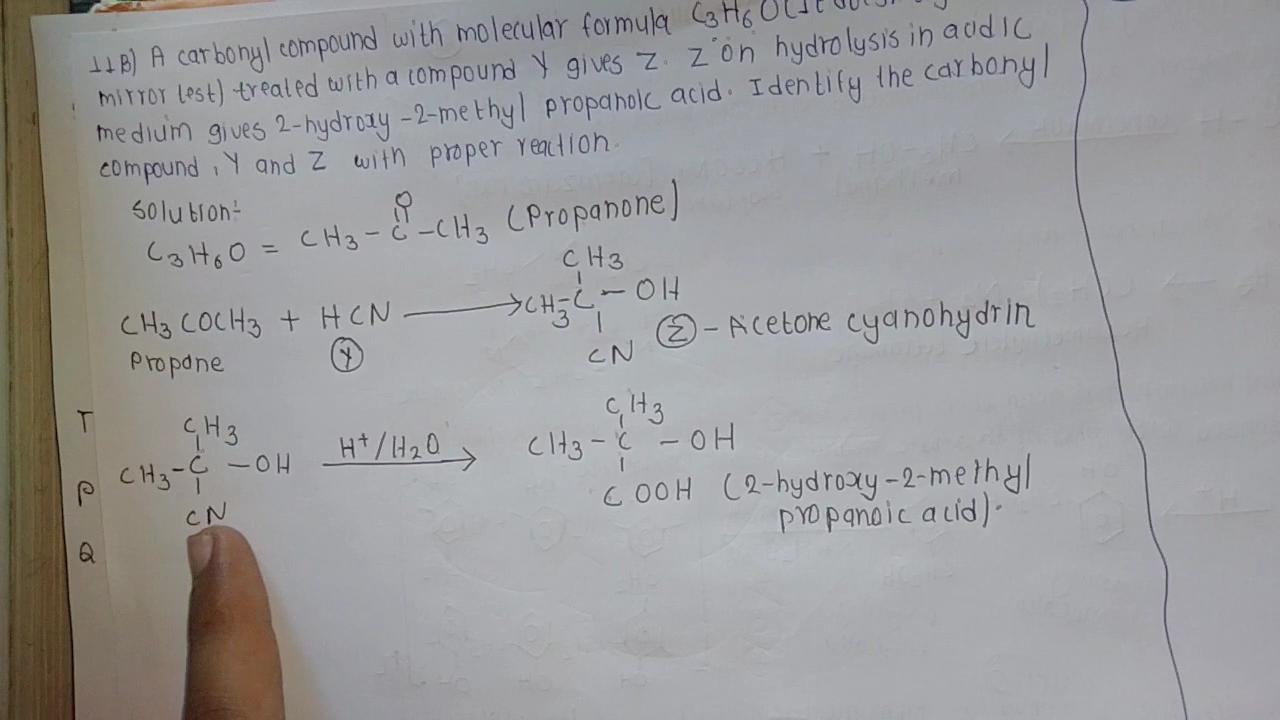 11B) A carbonyl compound with molecular formula C3H6O
mirror test) treated with a compound Y gives Z. Z on hydrolysis in acidic
medium gives 2-hydroxy-2-methyl propanoic acid. Identify the carbonyl
compound, Y and Z with proper reaction.
Solution:-
O
C3H6O = CH3-C-CH3 (Propanone)
CH3
CH3COCH3 + HCN ⟶ CH3-C-OH
Propane Y CN Z - Acetone cyanohydrin
T
CH3 CH3
CH3-C-OH H+/H2O ⟶ CH3-C-OH
P
CN COOH (2-hydroxy-2-methyl
propanoic acid).
Q